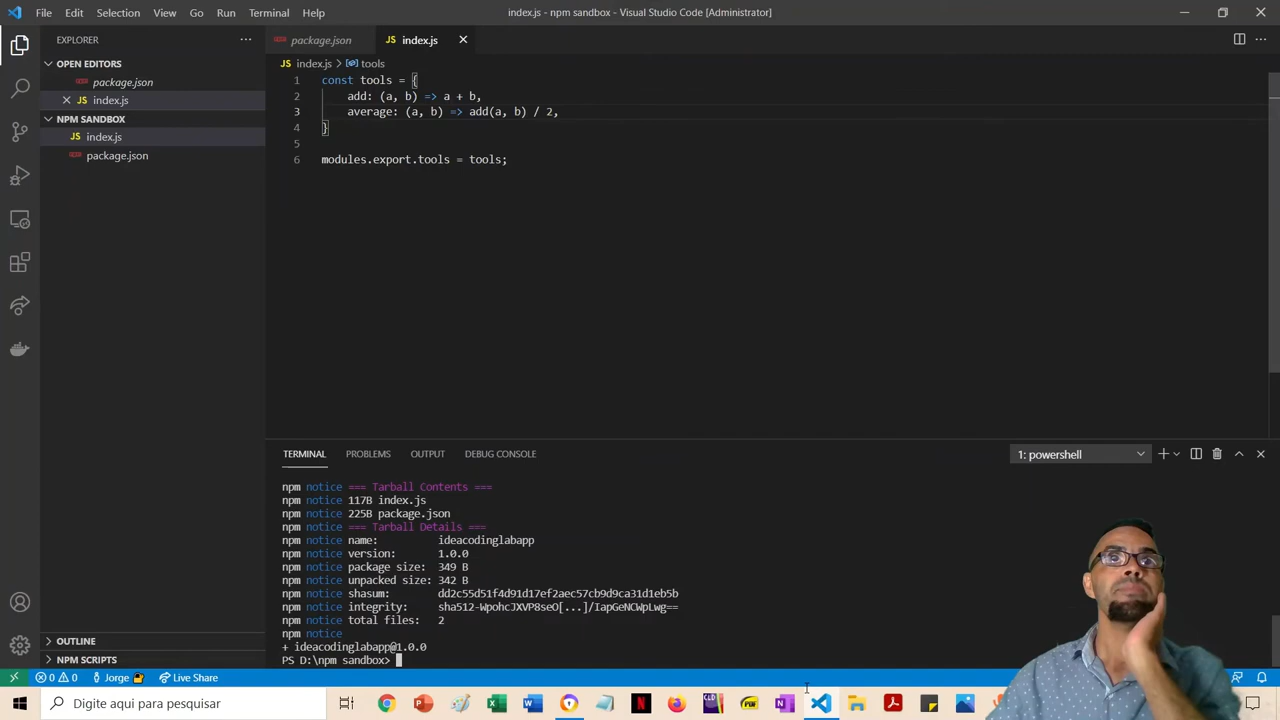 File Edit Selection View Go Run Terminal Help
index.js - npm sandbox - Visual Studio Code [Administrator]
EXPLORER
OPEN EDITORS
package.json
index.js
NPM SANDBOX
index.js
package.json
OUTLINE
NPM SCRIPTS
package.json
JS index.js
JS index.js > tools
1 const tools = {
2 add: (a, b) => a + b,
3 average: (a, b) => add(a, b) / 2,
4 }
5
6 modules.export.tools = tools;
TERMINAL PROBLEMS OUTPUT DEBUG CONSOLE
1: powershell
npm notice === Tarball Contents ===
npm notice 117B index.js
npm notice 225B package.json
npm notice === Tarball Details ===
npm notice name: ideacodinglabapp
npm notice version: 1.0.0
npm notice package size: 349 B
npm notice unpacked size: 342 B
npm notice shasum: dd2c55d51f4d91d17ef2aec57cb9d9ca31d1eb5b
npm notice integrity: sha512-WpohcJXVP8seO[...]/IapGeNCWpLwg==
npm notice total files: 2
npm notice
+ ideacodinglabapp@1.0.0
PS D:\npm sandbox>
0 0 Jorge Live Share
Digite aqui para pesquisar